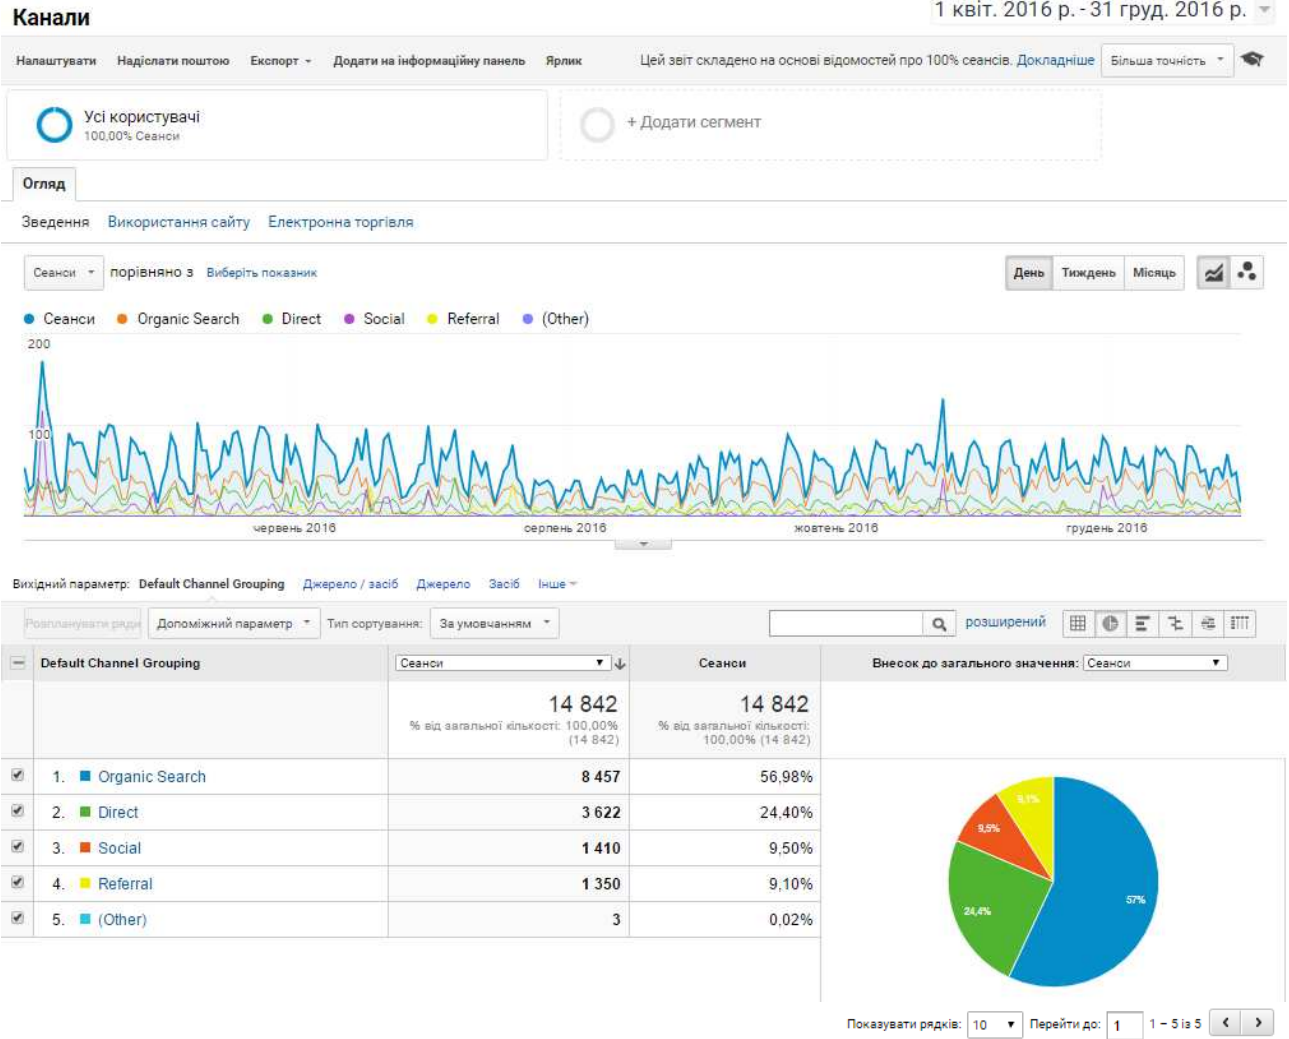 Канали
1 квіт. 2016 р. - 31 груд. 2016 р.
Налаштувати Надіслати поштою Експорт Додати на інформаційну панель Ярлик Цей звіт складено на основі відомостей про 100% сеансів. Докладніше Більша точність
Усі користувачі
100,00% Сеанси
+ Додати сегмент
Огляд
Зведення Використання сайту Електронна торгівля
Сеанси порівняно з Виберіть показник День Тиждень Місяць
Сеанси Organic Search Direct Social Referral (Other)
200
100
червень 2016 серпень 2016 жовтень 2016 грудень 2016
Вихідний параметр: Default Channel Grouping Джерело / засіб Джерело Засіб Інше
Розпланувати ряди Допоміжний параметр Тип сортування: За умовчанням розширений
Default Channel Grouping Сеанси Сеанси Внесок до загального значення: Сеанси
14 842 14 842
% від загальної кількості: 100,00% (14 842) % від загальної кількості: 100,00% (14 842)
1. Organic Search 8 457 56,98%
2. Direct 3 622 24,40%
3. Social 1 410 9,50%
4. Referral 1 350 9,10%
5. (Other) 3 0,02%
9,1%
9,5%
57%
24,4%
Показувати рядків: 10 Перейти до: 1 1 – 5 із 5